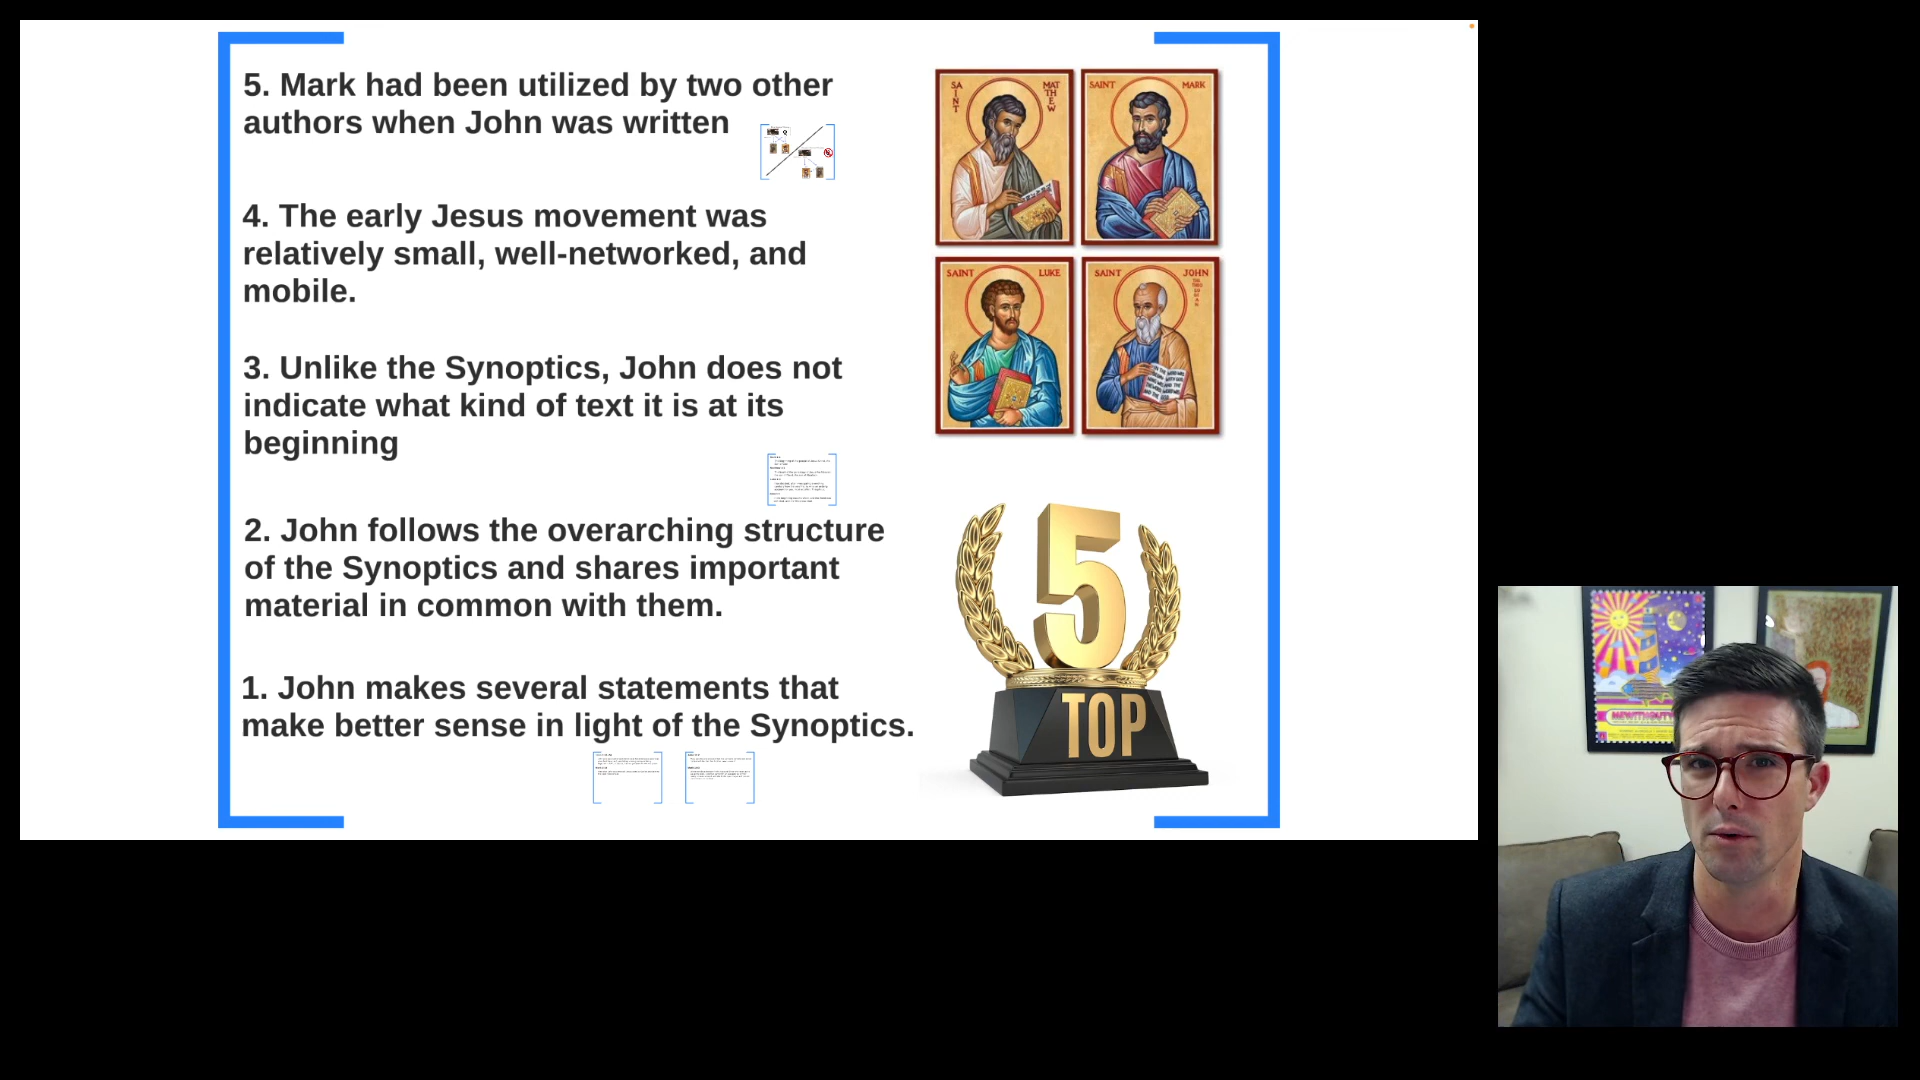 5. Mark had been utilized by two other
authors when John was written
4. The early Jesus movement was
relatively small, well-networked, and
mobile.
3. Unlike the Synoptics, John does not
indicate what kind of text it is at its
beginning
2. John follows the overarching structure
of the Synoptics and shares important
material in common with them.
1. John makes several statements that
make better sense in light of the Synoptics.
SAINT MATTHEW
SAINT MARK
SAINT LUKE
SAINT JOHN
5
TOP